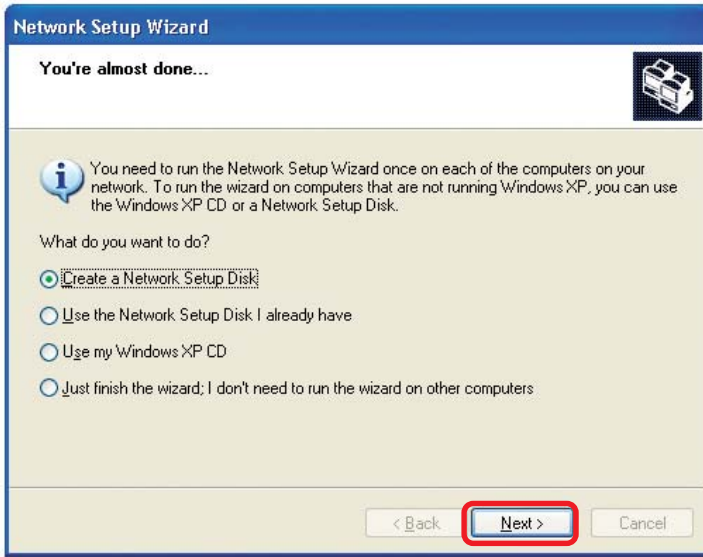 Network Setup Wizard
You're almost done...
You need to run the Network Setup Wizard once on each of the computers on your
network. To run the wizard on computers that are not running Windows XP, you can use
the Windows XP CD or a Network Setup Disk.
What do you want to do?
Create a Network Setup Disk
Use the Network Setup Disk I already have
Use my Windows XP CD
Just finish the wizard; I don't need to run the wizard on other computers
< Back
Next >
Cancel